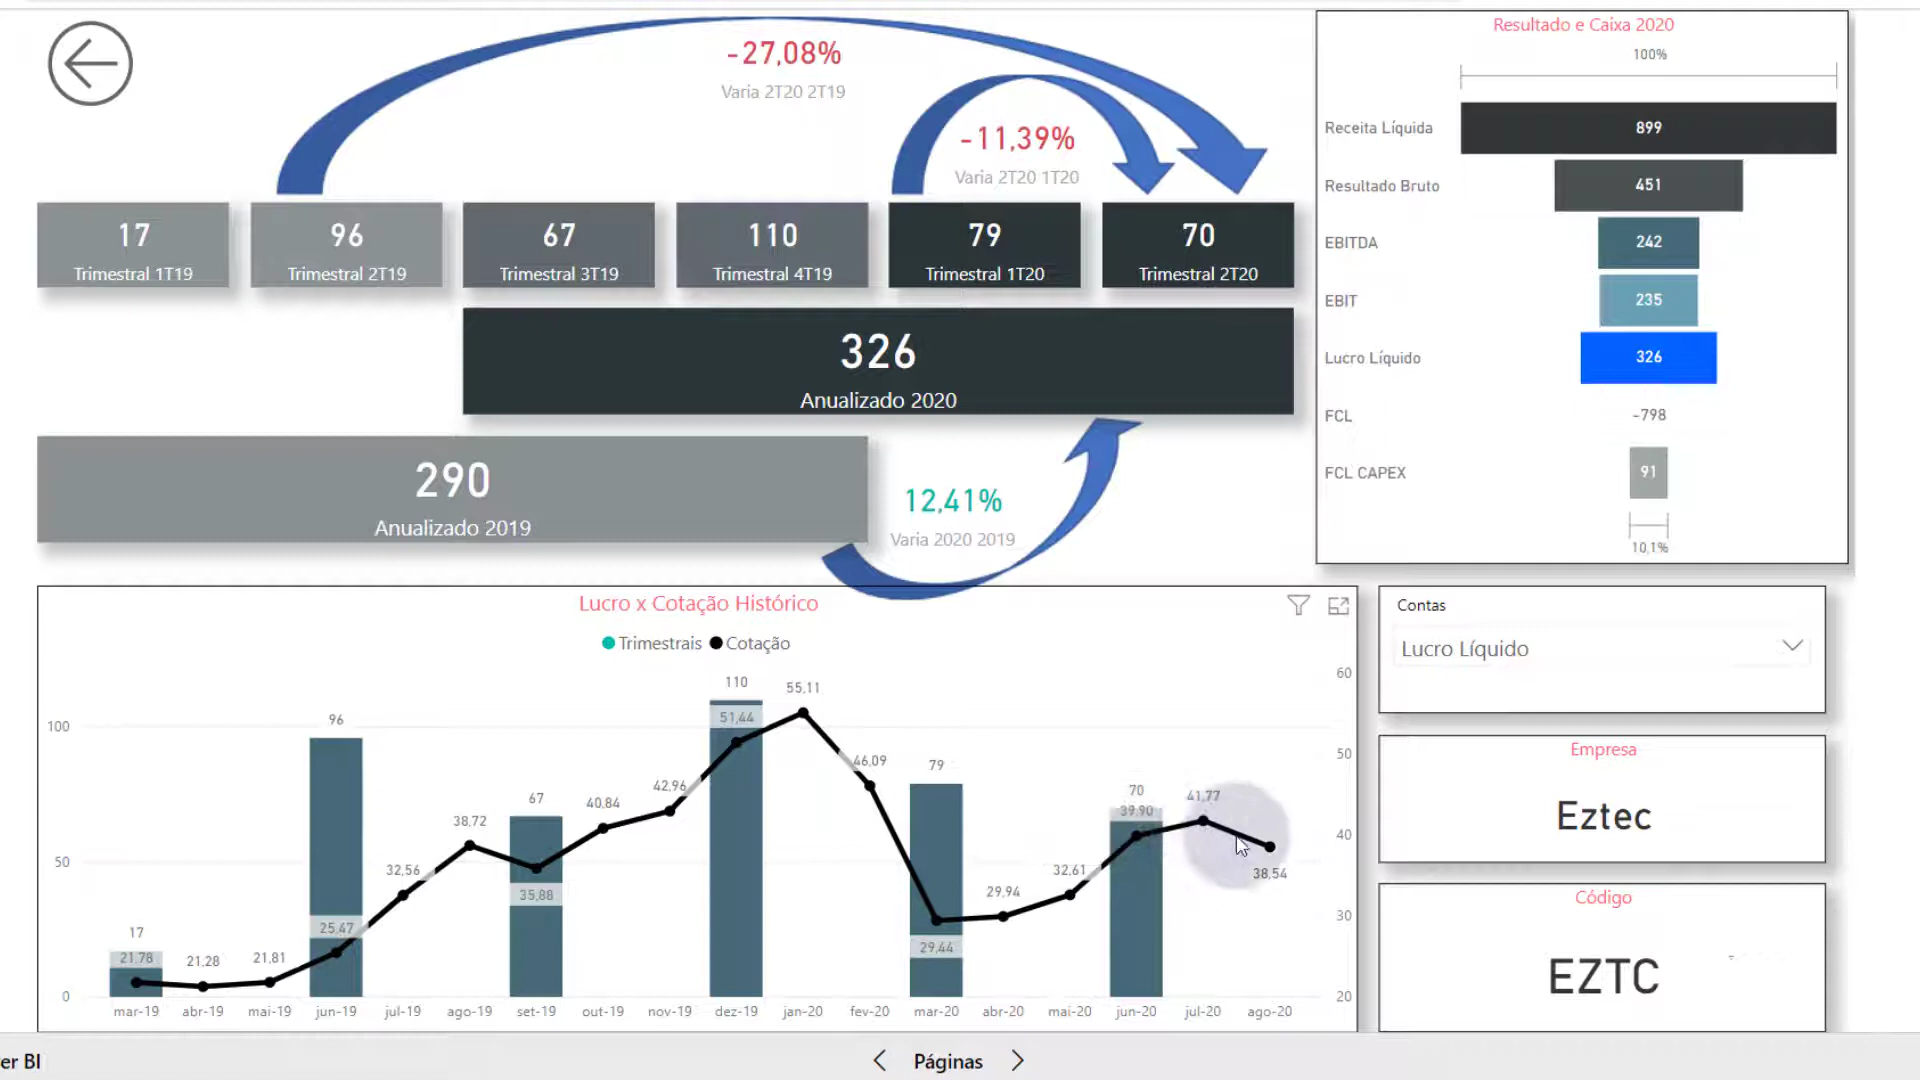 -27,08%
Varia 2T20 2T19
-11,39%
Varia 2T20 1T20
17
Trimestral 1T19
96
Trimestral 2T19
67
Trimestral 3T19
110
Trimestral 4T19
79
Trimestral 1T20
70
Trimestral 2T20
326
Anualizado 2020
290
Anualizado 2019
12,41%
Varia 2020 2019
Resultado e Caixa 2020
100%
Receita Líquida 899
Resultado Bruto 451
EBITDA 242
EBIT 235
Lucro Líquido 326
FCL -798
FCL CAPEX 91
10,1%
Lucro x Cotação Histórico
Trimestrais Cotação
100
50
0
60
50
40
30
20
17
96
67
110
79
70
21,78
21,28
21,81
25,47
32,56
38,72
35,88
40,84
42,96
51,44
55,11
46,09
29,44
29,94
32,61
39,90
41,77
38,54
mar-19 abr-19 mai-19 jun-19 jul-19 ago-19 set-19 out-19 nov-19 dez-19 jan-20 fev-20 mar-20 abr-20 mai-20 jun-20 jul-20 ago-20
Contas
Lucro Líquido
Empresa
Eztec
Código
EZTC
er BI
Páginas